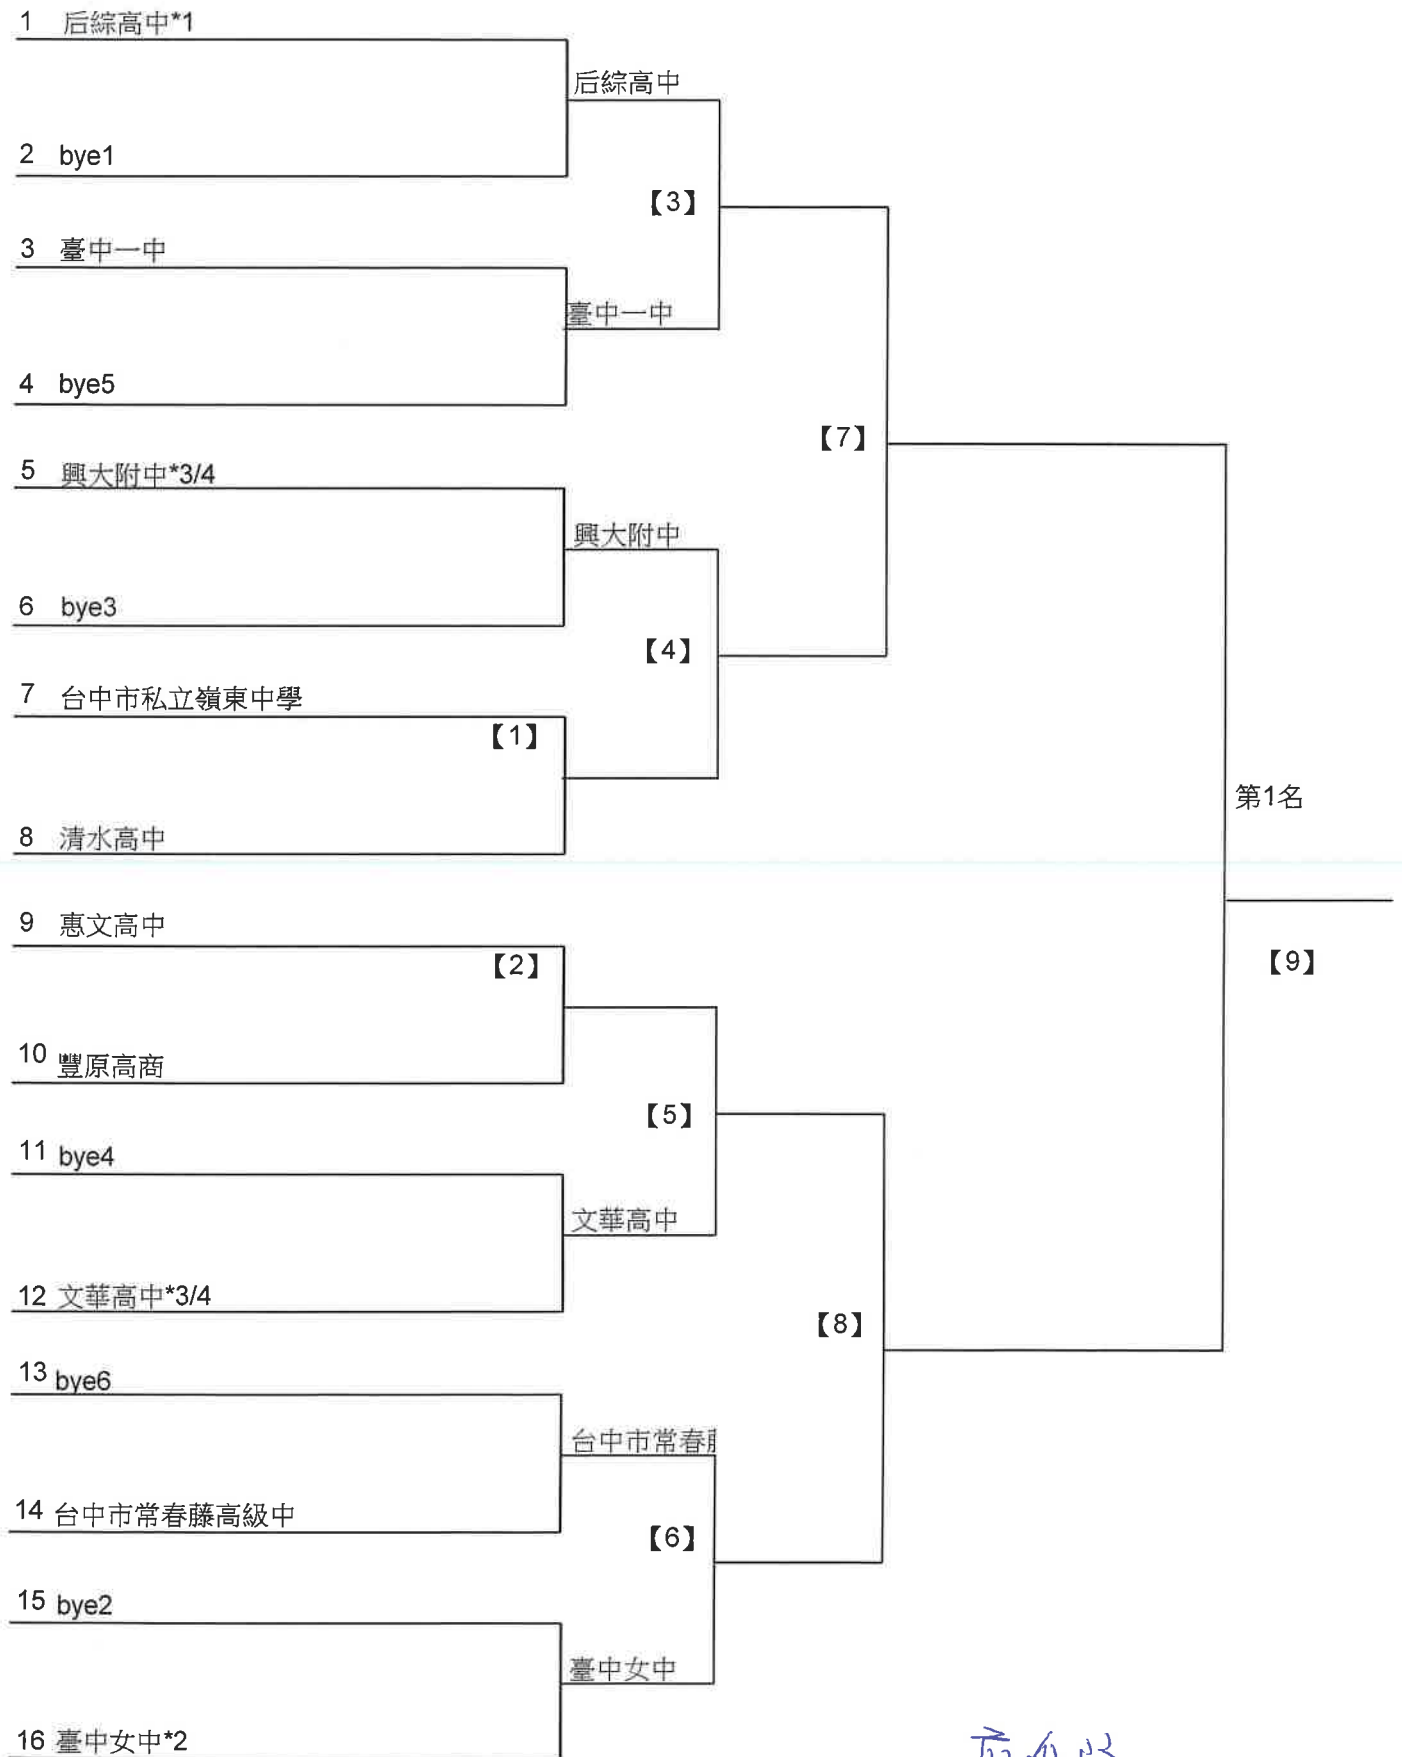 1 后綜高中*1
后綜高中
2 bye1
【3】
3 臺中一中
臺中一中
4 bye5
【7】
5 興大附中*3/4
興大附中
6 bye3
【4】
7 台中市私立嶺東中學
【1】
第1名
8 清水高中
9 惠文高中
【2】
【9】
10 豐原高商
【5】
11 bye4
文華高中
12 文華高中*3/4
【8】
13 bye6
台中市常春
14 台中市常春藤高級中
【6】
15 bye2
臺中女中
16 臺中女中*2